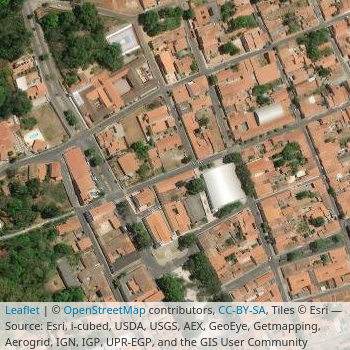 Leaflet | © OpenStreetMap contributors, CC-BY-SA, Tiles © Esri —
Source: Esri, i-cubed, USDA, USGS, AEX, GeoEye, Getmapping,
Aerogrid, IGN, IGP, UPR-EGP, and the GIS User Community